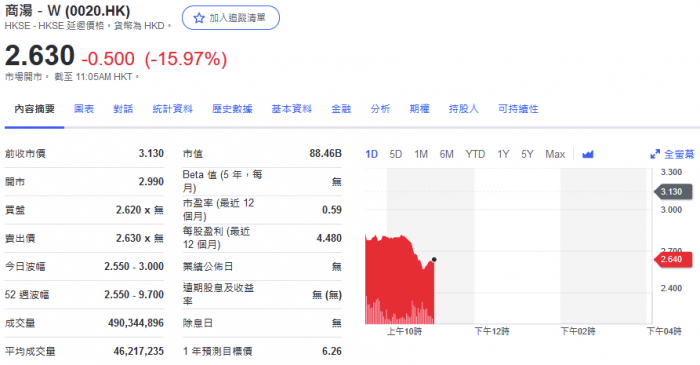 商湯 - W (0020.HK)
HKSE - HKSE 延遲價格。貨幣為 HKD。
加入追蹤清單
2.630 -0.500 (-15.97%)
市場開市。 截至 11:05AM HKT。
內容摘要 圖表 對話 統計資料 歷史數據 基本資料 金融 分析 期權 持股人 可持續性
前收市價 3.130
開市 2.990
買盤 2.620 x 無
賣出價 2.630 x 無
今日波幅 2.550 - 3.000
52 週波幅 2.550 - 9.700
成交量 490,344,896
平均成交量 46,217,235
市值 88.46B
Beta 值 (5 年，每
月) 無
市盈率 (最近 12
個月) 0.59
每股盈利 (最近
12 個月) 4.480
業績公佈日 無
遠期股息及收益
率 無 (無)
除息日 無
1 年預測目標價 6.26
1D 5D 1M 6M YTD 1Y 5Y Max 全螢幕
3.300
3.130
3.000
2.700
2.640
2.400
上午10時 下午12時 下午02時 下午04時